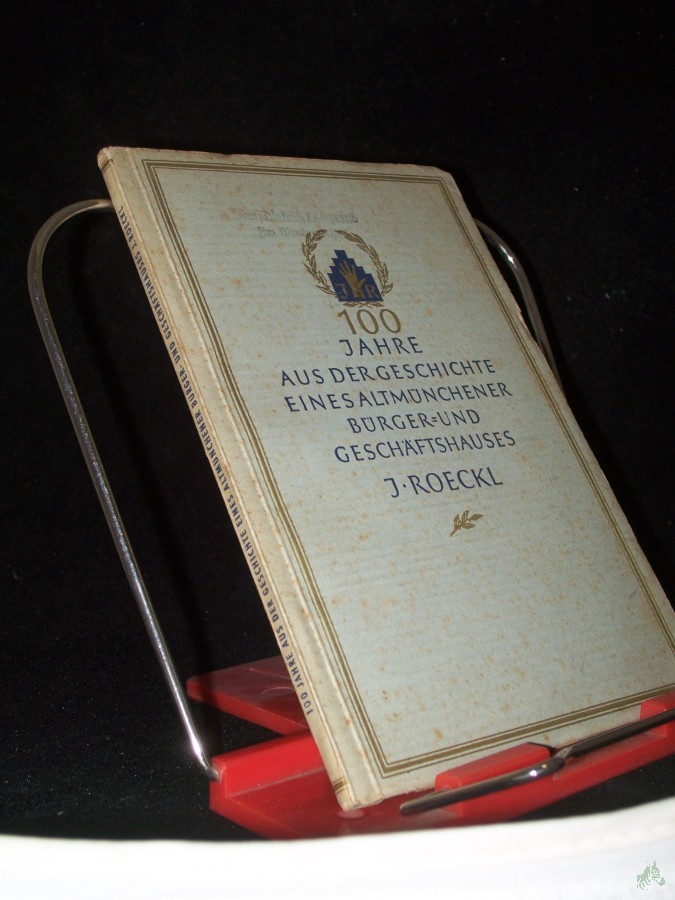 J R
100
JAHRE
AUS DER GESCHICHTE
EINES ALTMÜNCHENER
BÜRGER=UND
GESCHÄFTSHAUSES
J·ROECKL
100 JAHRE AUS DER GESCHICHTE EINES ALTMÜNCHENER BÜRGER- UND GESCHÄFTSHAUSES J.ROECKL